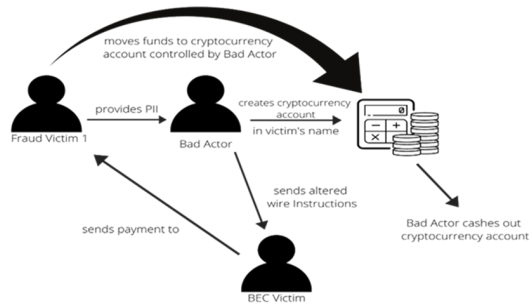 moves funds to cryptocurrency
account controlled by Bad Actor
provides PII
creates cryptocurrency
account
in victim's name
Fraud Victim 1
Bad Actor
0
sends altered
wire Instructions
sends payment to
Bad Actor cashes out
cryptocurrency account
BEC Victim